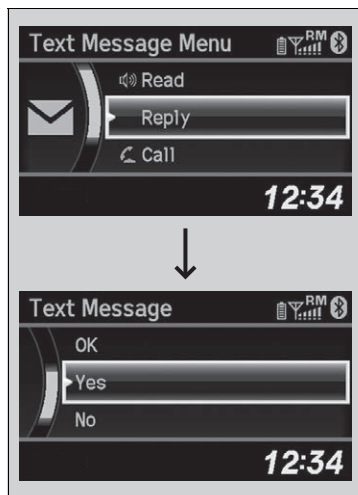 Text Message Menu
RM
Read
Reply
Call
12:34
Text Message
RM
OK
Yes
No
12:34